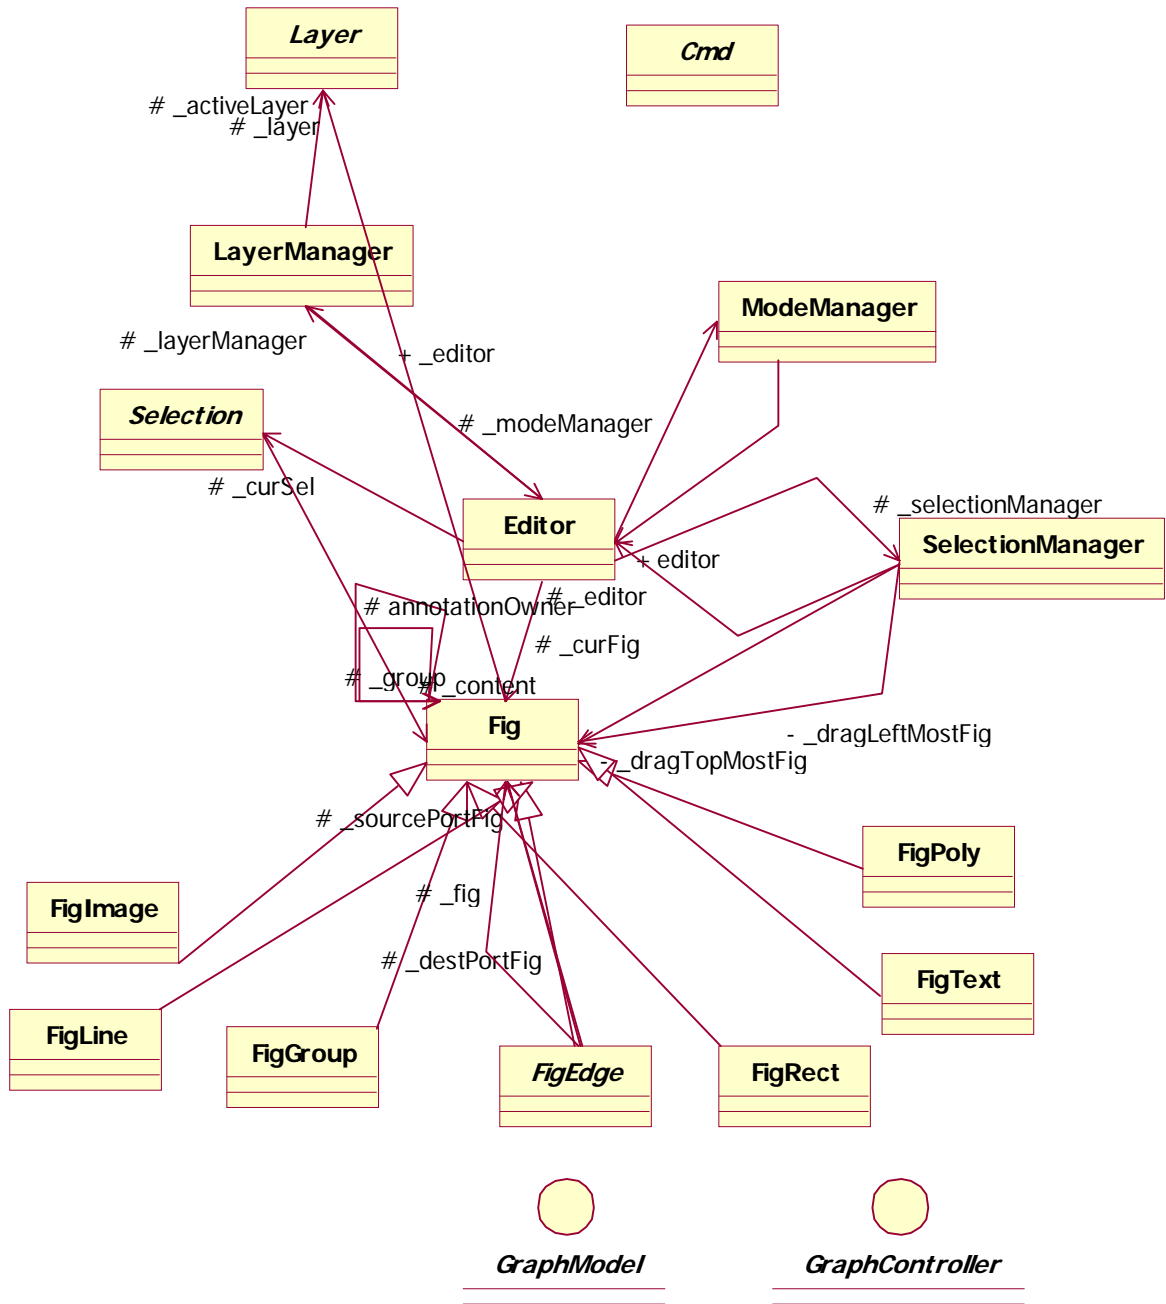 Layer
Cmd
# _activeLayer
# _layer
LayerManager
ModeManager
# _layerManager
+ _editor
Selection
# _modeManager
# _curSel
Editor
# _selectionManager
SelectionManager
+ editor
# annotationOwner
# _editor
# _curFig
# _group
# _content
Fig
- _dragLeftMostFig
- _dragTopMostFig
# _sourcePortFig
FigPoly
FigImage
# _fig
# _destPortFig
FigText
FigLine
FigGroup
FigEdge
FigRect
GraphModel
GraphController